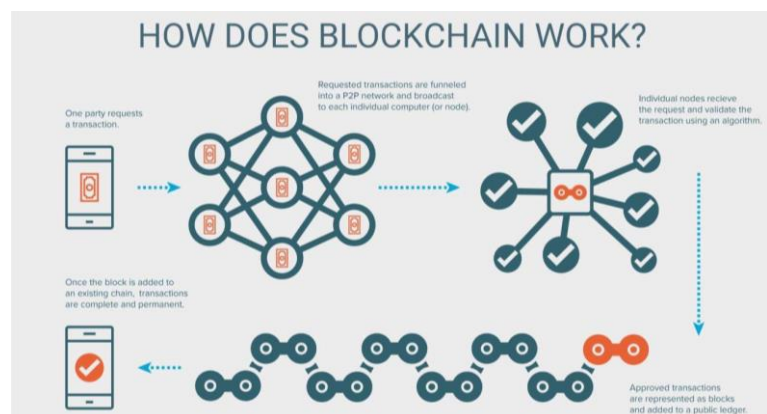 HOW DOES BLOCKCHAIN WORK?
One party requests
a transaction.
Requested transactions are funneled
into a P2P network and broadcast
to each individual computer (or node).
Individual nodes recieve
the request and validate the
transaction using an algorithm.
Approved transactions
are represented as blocks
and added to a public ledger.
Once the block is added to
an existing chain, transactions
are complete and permanent.